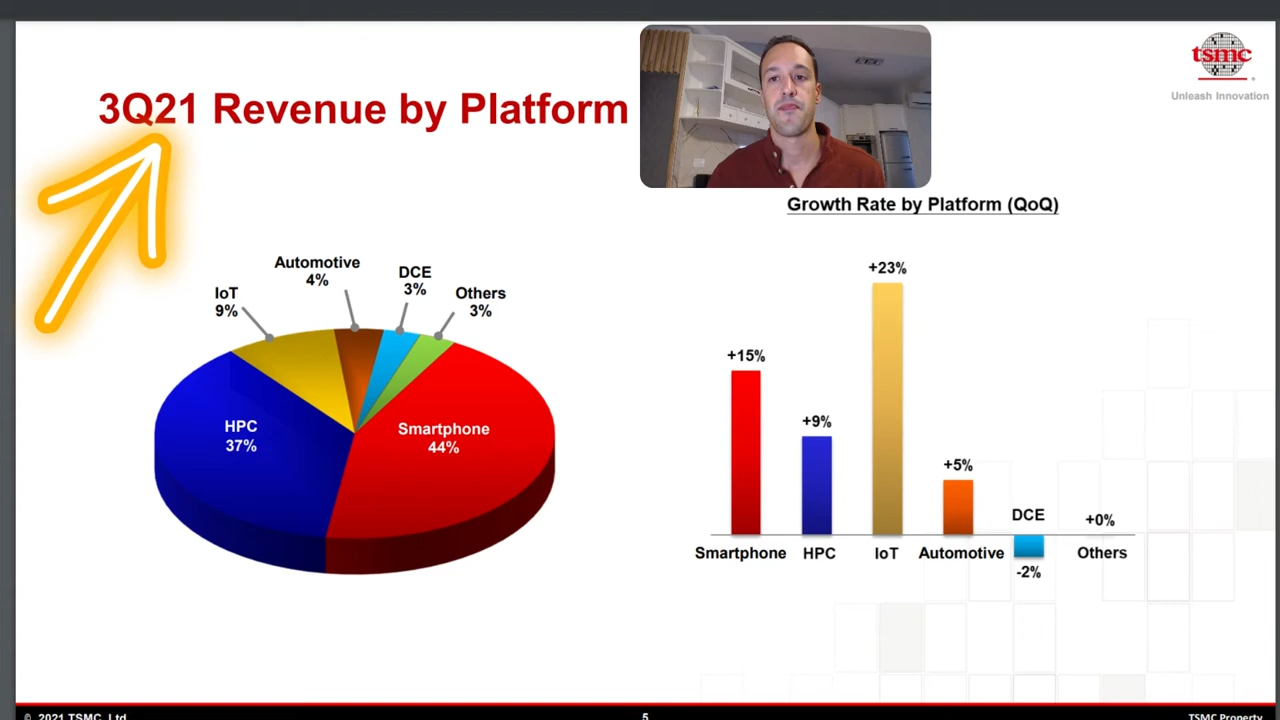 tsmc
Unleash Innovation
3Q21 Revenue by Platform
Automotive
4%
DCE
3%
IoT
9%
Others
3%
HPC
37%
Smartphone
44%
Growth Rate by Platform (QoQ)
+23%
+15%
+9%
+5%
DCE
+0%
Smartphone HPC IoT Automotive Others
-2%
© 2021 TSMC, Ltd
5
TSMC Property